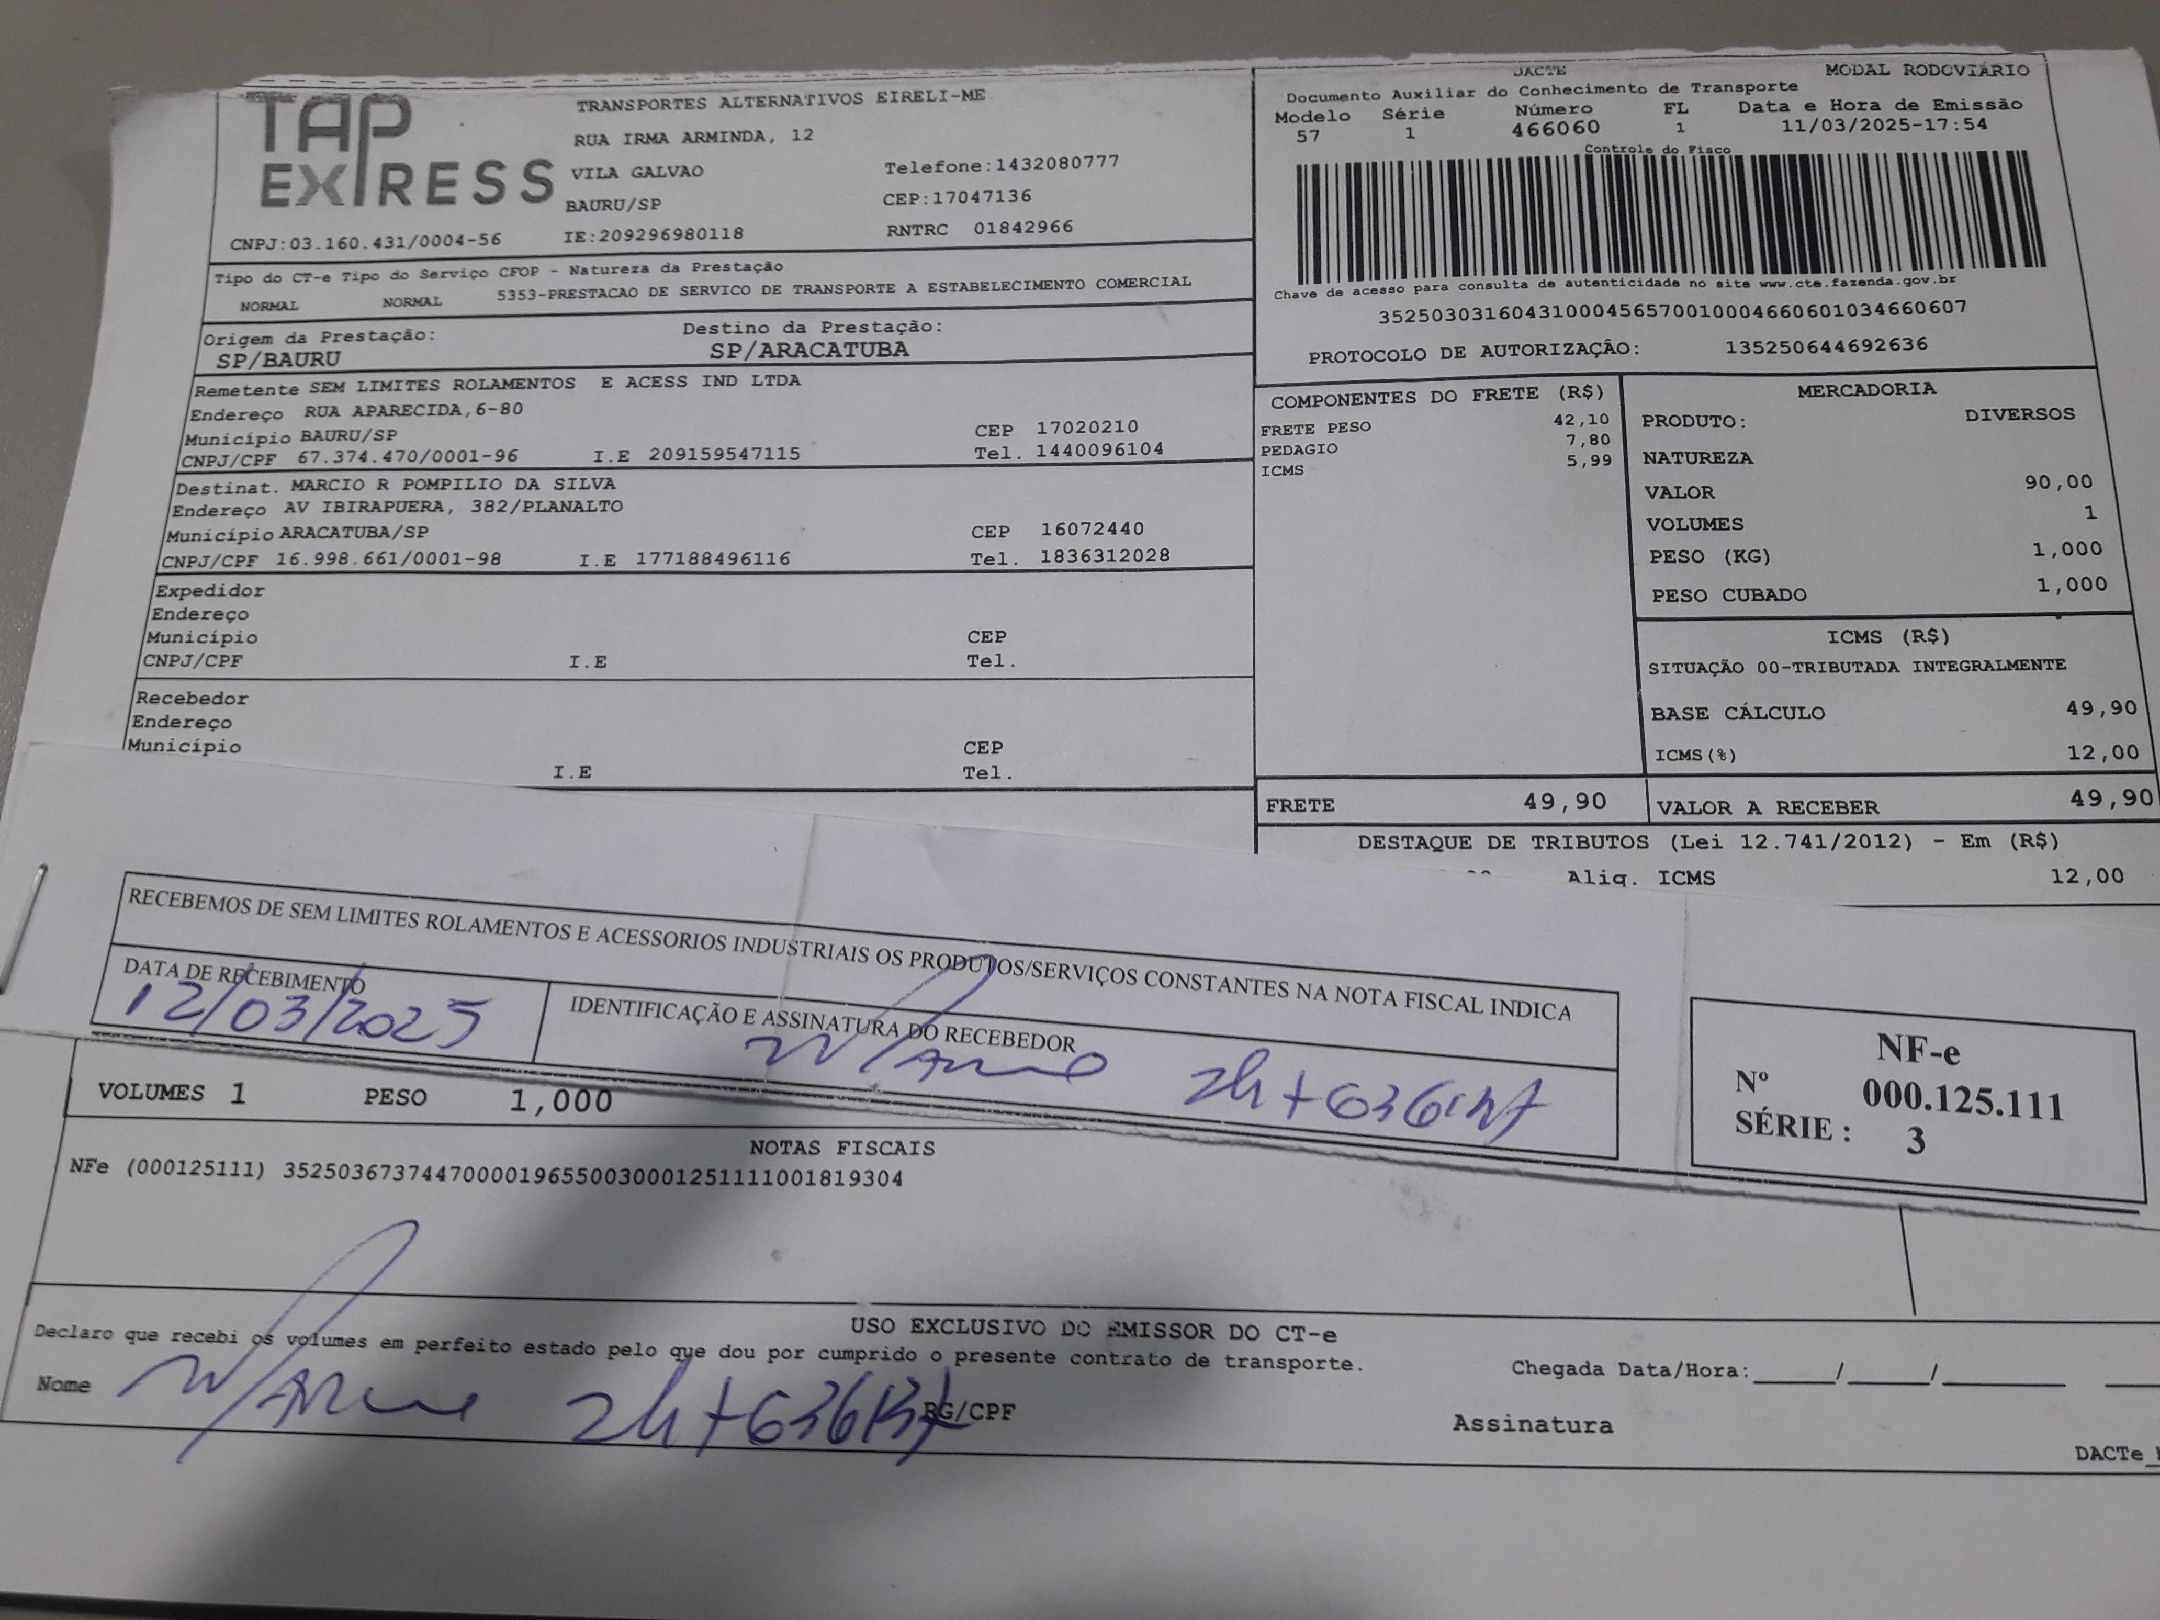 TAP EXPRESS
TRANSPORTES ALTERNATIVOS EIRELI-ME
RUA IRMA ARMINDA, 12
VILA GALVAO Telefone:1432080777
BAURU/SP CEP:17047136
CNPJ:03.160.431/0004-56 IE:209296980118 RNTRC 01842966
Tipo do CT-e Tipo do Serviço CFOP - Natureza da Prestação
NORMAL NORMAL 5353-PRESTACAO DE SERVICO DE TRANSPORTE A ESTABELECIMENTO COMERCIAL
Origem da Prestação: Destino da Prestação:
SP/BAURU SP/ARACATUBA
Remetente SEM LIMITES ROLAMENTOS E ACESS IND LTDA
Endereço RUA APARECIDA,6-80
Município BAURU/SP CEP 17020210
CNPJ/CPF 67.374.470/0001-96 I.E 209159547115 Tel. 1440096104
Destinat. MARCIO R POMPILIO DA SILVA
Endereço AV IBIRAPUERA, 382/PLANALTO
Município ARACATUBA/SP CEP 16072440
CNPJ/CPF 16.998.661/0001-98 I.E 177188496116 Tel. 1836312028
Expedidor
Endereço
Município CEP
CNPJ/CPF I.E Tel.
Recebedor
Endereço
Município CEP
I.E Tel.
DACTE MODAL RODOVIÁRIO
Documento Auxiliar do Conhecimento de Transporte
Modelo Série Número FL Data e Hora de Emissão
57 1 466060 1 11/03/2025-17:54
Controle do Fisco
Chave de acesso para consulta de autenticidade no site www.cte.fazenda.gov.br
35250303160431000456570010004660601034660607
PROTOCOLO DE AUTORIZAÇÃO: 135250644692636
COMPONENTES DO FRETE (R$)
FRETE PESO 42,10
PEDAGIO 7,80
ICMS 5,99
MERCADORIA
PRODUTO: DIVERSOS
NATUREZA
VALOR 90,00
VOLUMES 1
PESO (KG) 1,000
PESO CUBADO 1,000
ICMS (R$)
SITUAÇÃO 00-TRIBUTADA INTEGRALMENTE
BASE CÁLCULO 49,90
ICMS(%) 12,00
FRETE 49,90 VALOR A RECEBER 49,90
DESTAQUE DE TRIBUTOS (Lei 12.741/2012) - Em (R$)
Aliq. ICMS 12,00
RECEBEMOS DE SEM LIMITES ROLAMENTOS E ACESSORIOS INDUSTRIAIS OS PRODUTOS/SERVIÇOS CONSTANTES NA NOTA FISCAL INDICA
DATA DE RECEBIMENTO IDENTIFICAÇÃO E ASSINATURA DO RECEBEDOR
12/03/2025
NF-e
Nº 000.125.111
SÉRIE : 3
VOLUMES 1 PESO 1,000
NOTAS FISCAIS
NFe (000125111) 35250367374470000196550030001251111001819304
USO EXCLUSIVO DO EMISSOR DO CT-e
Declaro que recebi os volumes em perfeito estado pelo que dou por cumprido o presente contrato de transporte.
Chegada Data/Hora:_____/_____/_______
Nome RG/CPF Assinatura
DACTe_